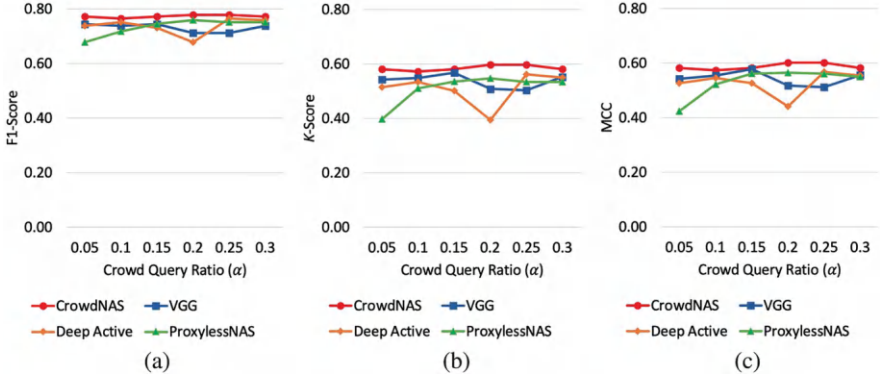 0.80
0.60
0.40
0.20
0.00
F1-Score
0.05 0.1 0.15 0.2 0.25 0.3
Crowd Query Ratio (α)
CrowdNAS VGG
Deep Active ProxylessNAS
(a)
0.80
0.60
0.40
0.20
0.00
K-Score
0.05 0.1 0.15 0.2 0.25 0.3
Crowd Query Ratio (α)
CrowdNAS VGG
Deep Active ProxylessNAS
(b)
0.80
0.60
0.40
0.20
0.00
MCC
0.05 0.1 0.15 0.2 0.25 0.3
Crowd Query Ratio (α)
CrowdNAS VGG
Deep Active ProxylessNAS
(c)